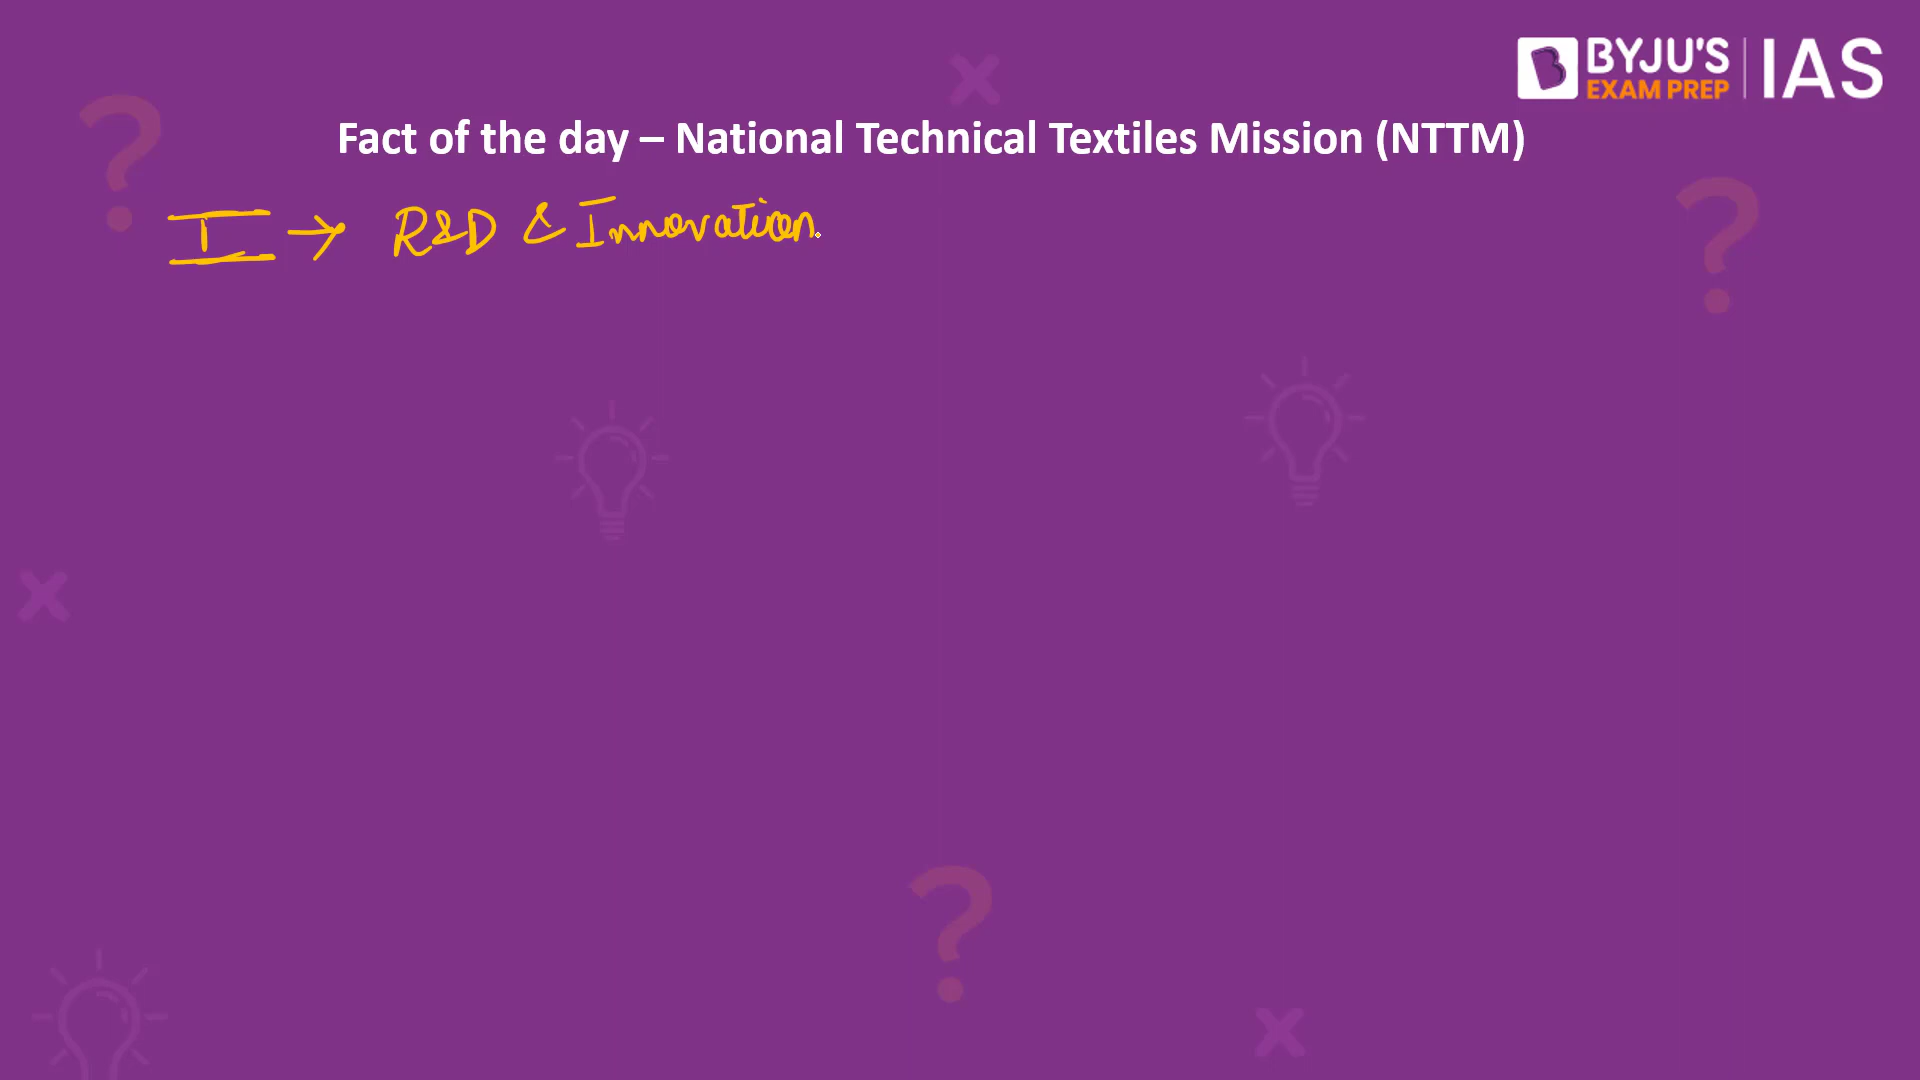 BYJU'S
EXAM PREP
IAS
Fact of the day – National Technical Textiles Mission (NTTM)
I → R&D & Innovation.